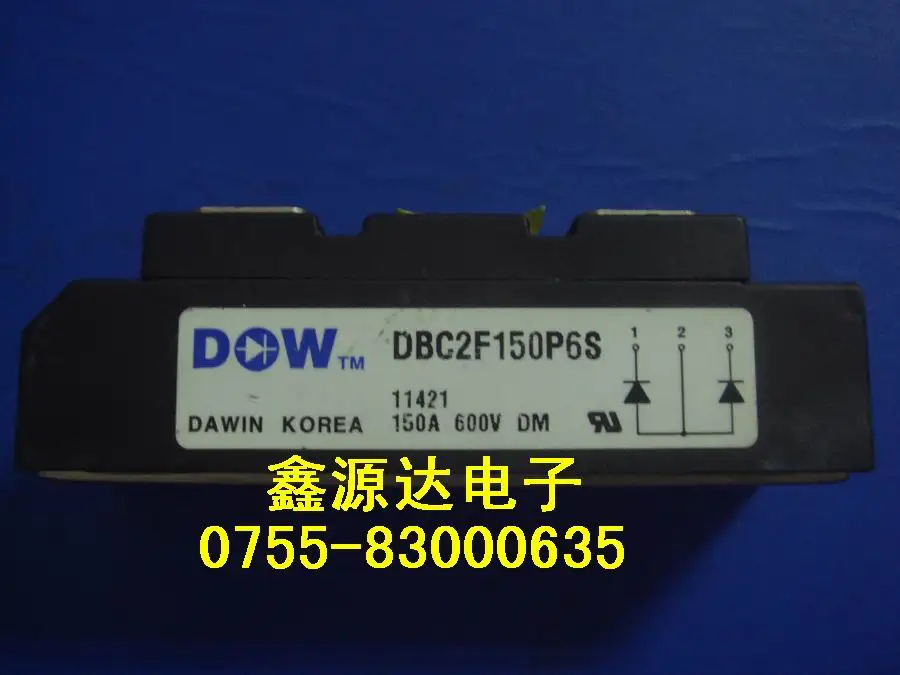 DOW™ DBC2F150P6S
1 2 3
11421
DAWIN KOREA 150A 600V DM
鑫源达电子
0755-83000635